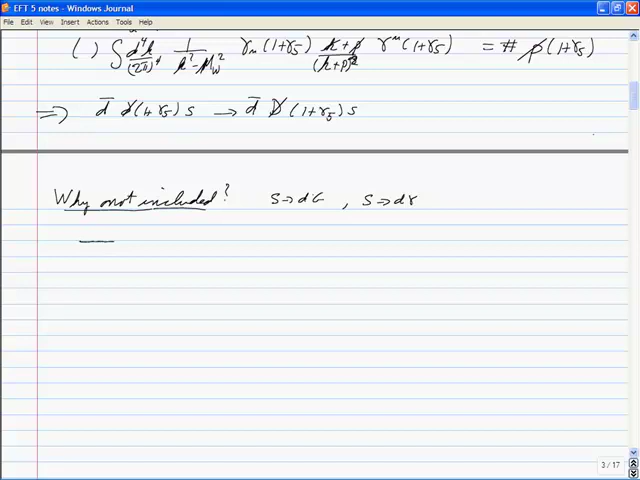 EFT 5 notes - Windows Journal
File Edit View Insert Actions Tools Help
( ) ∫ d⁴k/(2π)⁴ 1/(k² - M_W²) γ_μ(1+γ₅) (k̸+p̸)/(k+p)² γ^μ(1+γ₅) = # p̸(1+γ₅)
⟹ d̄ ∂̸(1+γ₅) s → d̄ D̸(1+γ₅) s
Why not included? s→dG , s→dγ
3 / 17